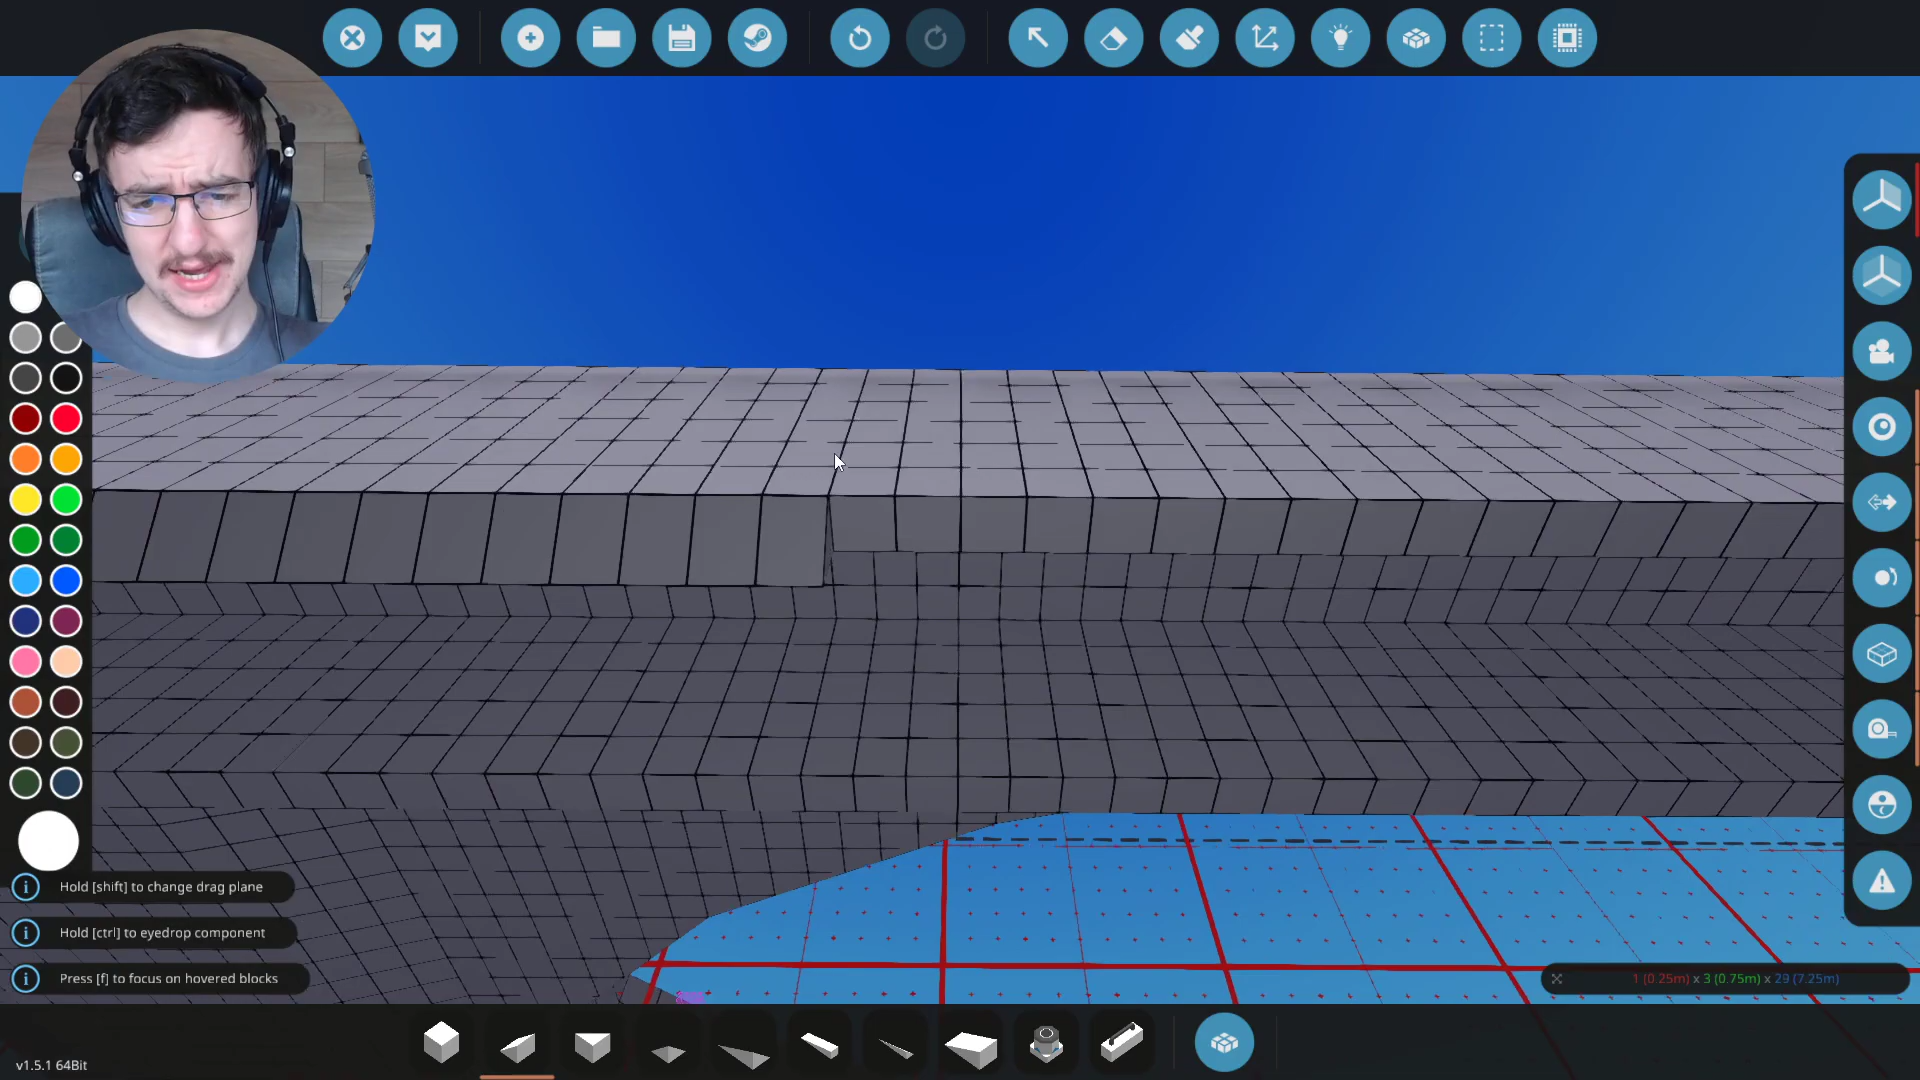 Hold [shift] to change drag plane
Hold [ctrl] to eyedrop component
Press [f] to focus on hovered blocks
1 (0.25m) x 3 (0.75m) x 29 (7.25m)
v1.5.1 64Bit